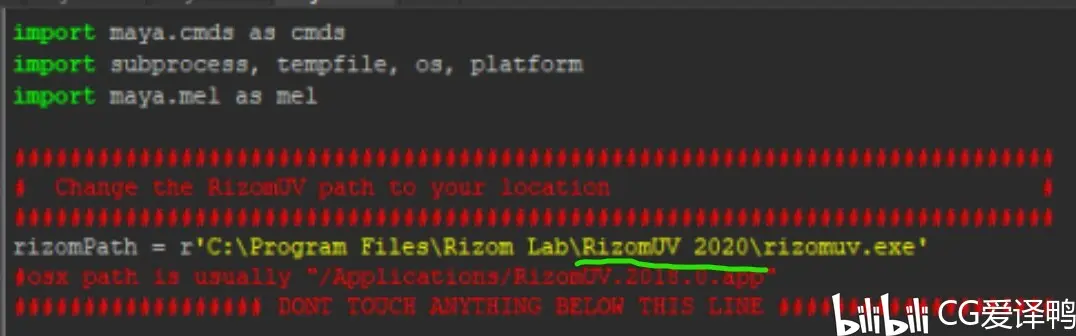 import maya.cmds as cmds
import subprocess, tempfile, os, platform
import maya.mel as mel
###########################################################################
#  Change the RizomUV path to your location                               #
###########################################################################
rizomPath = r'C:\Program Files\Rizom Lab\RizomUV 2020\rizomuv.exe'
#osx path is usually "/Applications/RizomUV.2018.0.app"
################## DONT TOUCH ANYTHING BELOW THIS LINE ####################
bilibili CG爱译鸭